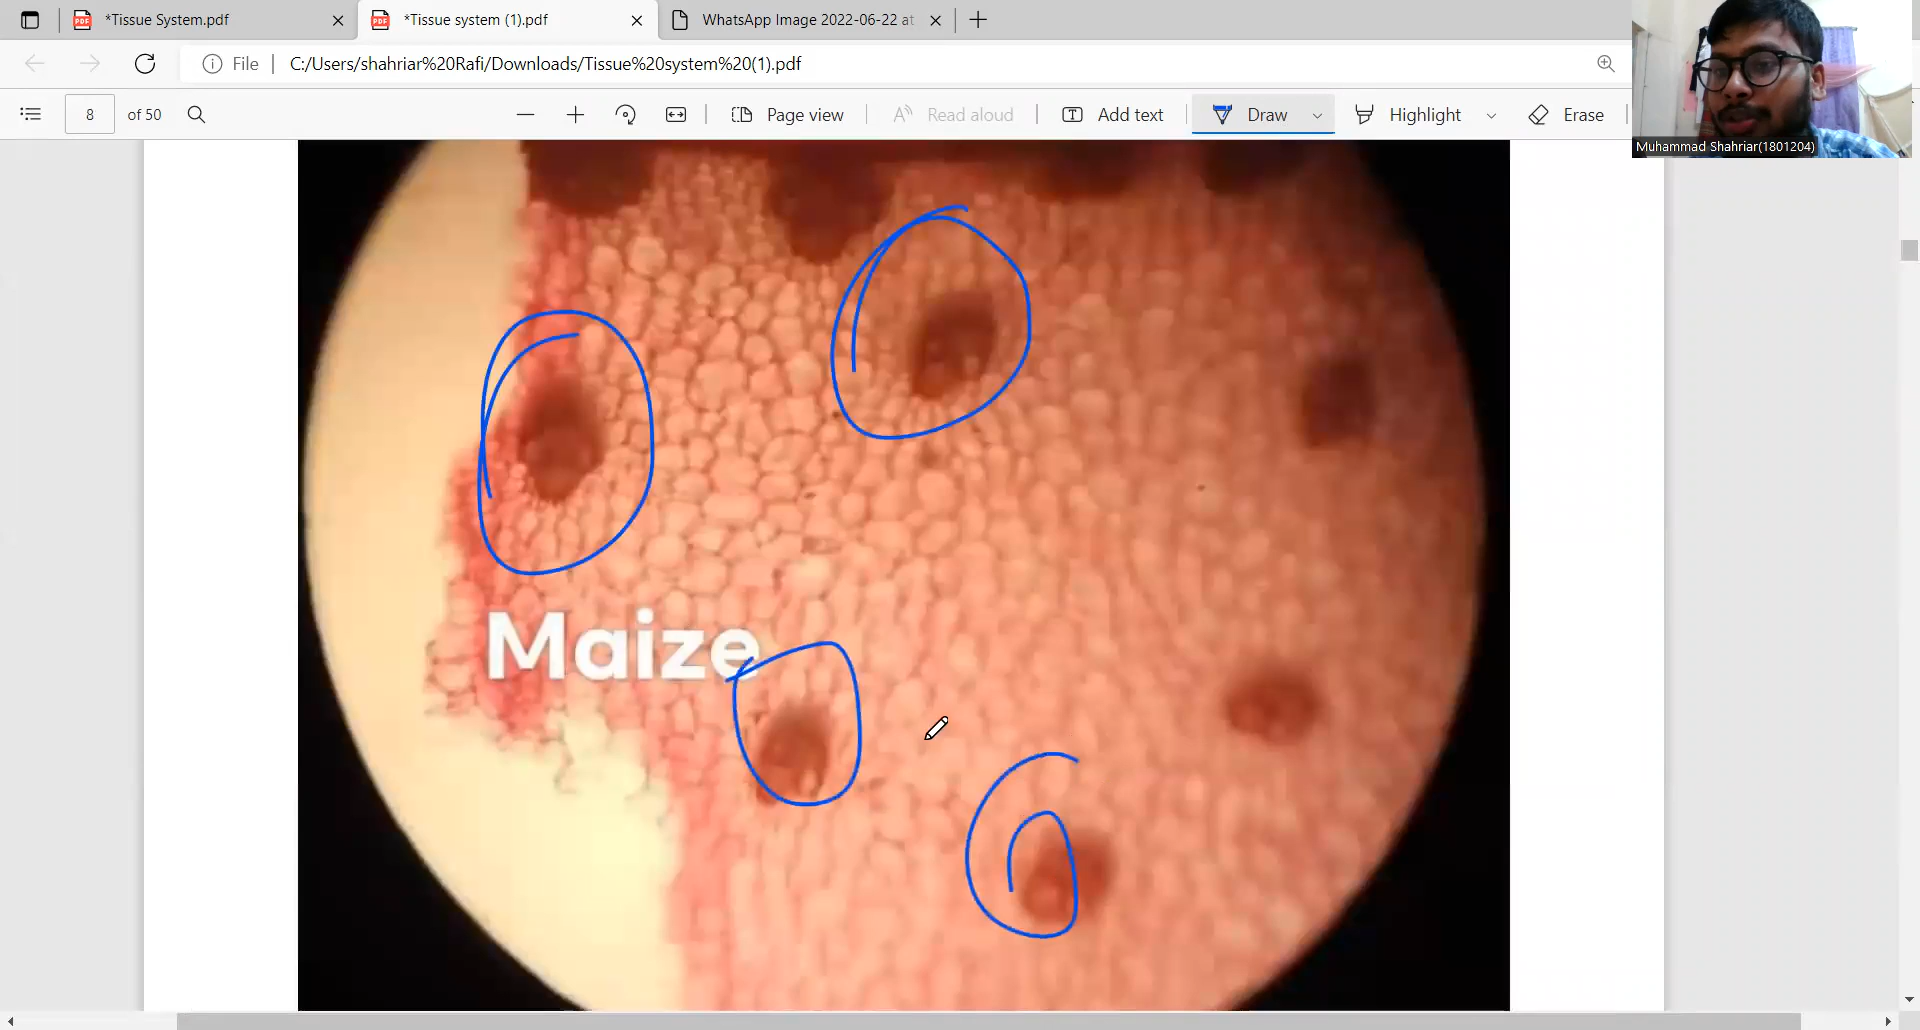 *Tissue System.pdf
*Tissue system (1).pdf
WhatsApp Image 2022-06-22 at
File
C:/Users/shahriar%20Rafi/Downloads/Tissue%20system%20(1).pdf
8 of 50
Page view
Read aloud
Add text
Draw
Highlight
Erase
Muhammad Shahriar(1801204)
Maize